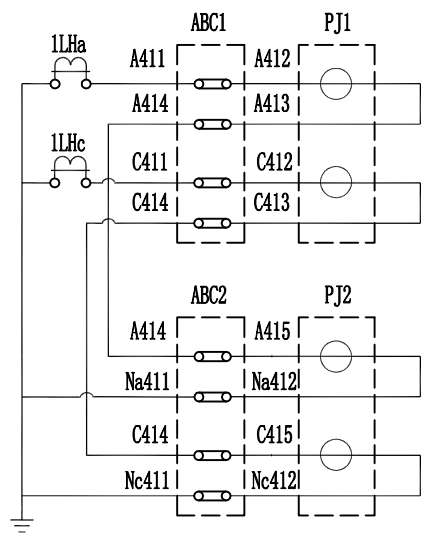 ABC1 PJ1
1LHa A411 A412
A414 A413
1LHc C411 C412
C414 C413
ABC2 PJ2
A414 A415
Na411 Na412
C414 C415
Nc411 Nc412